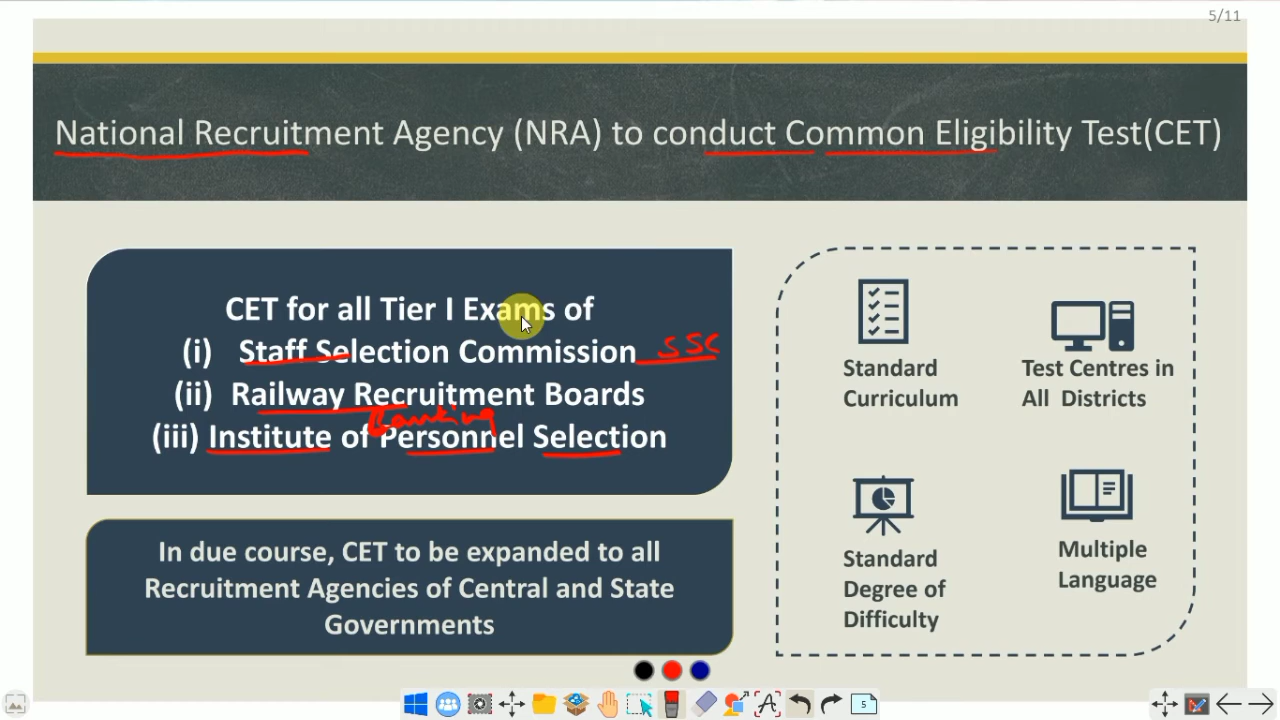 5/11
National Recruitment Agency (NRA) to conduct Common Eligibility Test(CET)
CET for all Tier I Exams of
(i) Staff Selection Commission SSC
(ii) Railway Recruitment Boards
Banking
(iii) Institute of Personnel Selection
In due course, CET to be expanded to all
Recruitment Agencies of Central and State
Governments
Standard
Curriculum
Test Centres in
All Districts
Standard
Degree of
Difficulty
Multiple
Language
5